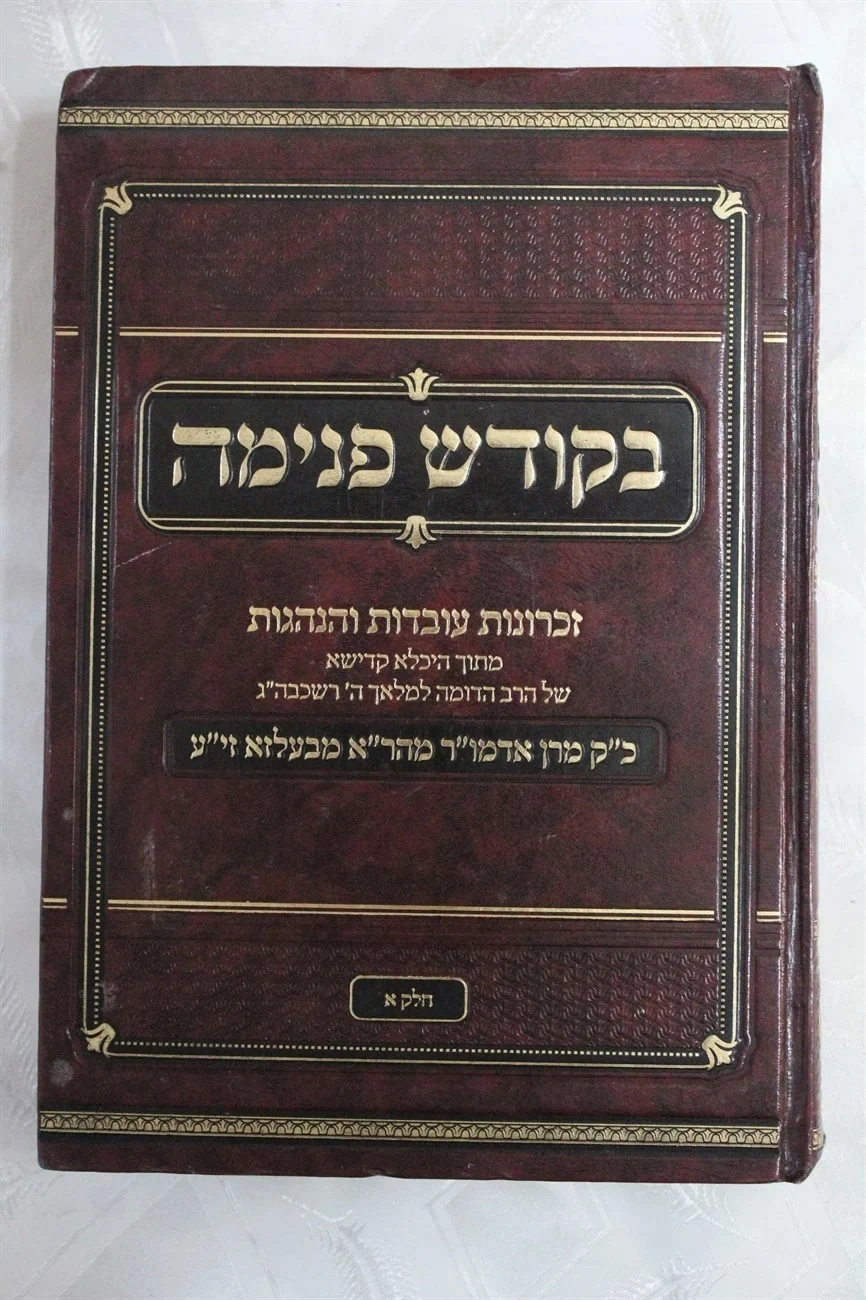 בקודש פנימה
זכרונות עובדות והנהגות
מתוך היכלא קדישא
של הרב הדומה למלאך ה' רשכבה"ג
כ"ק מרן אדמו"ר מהר"א מבעלזא זי"ע
חלק א